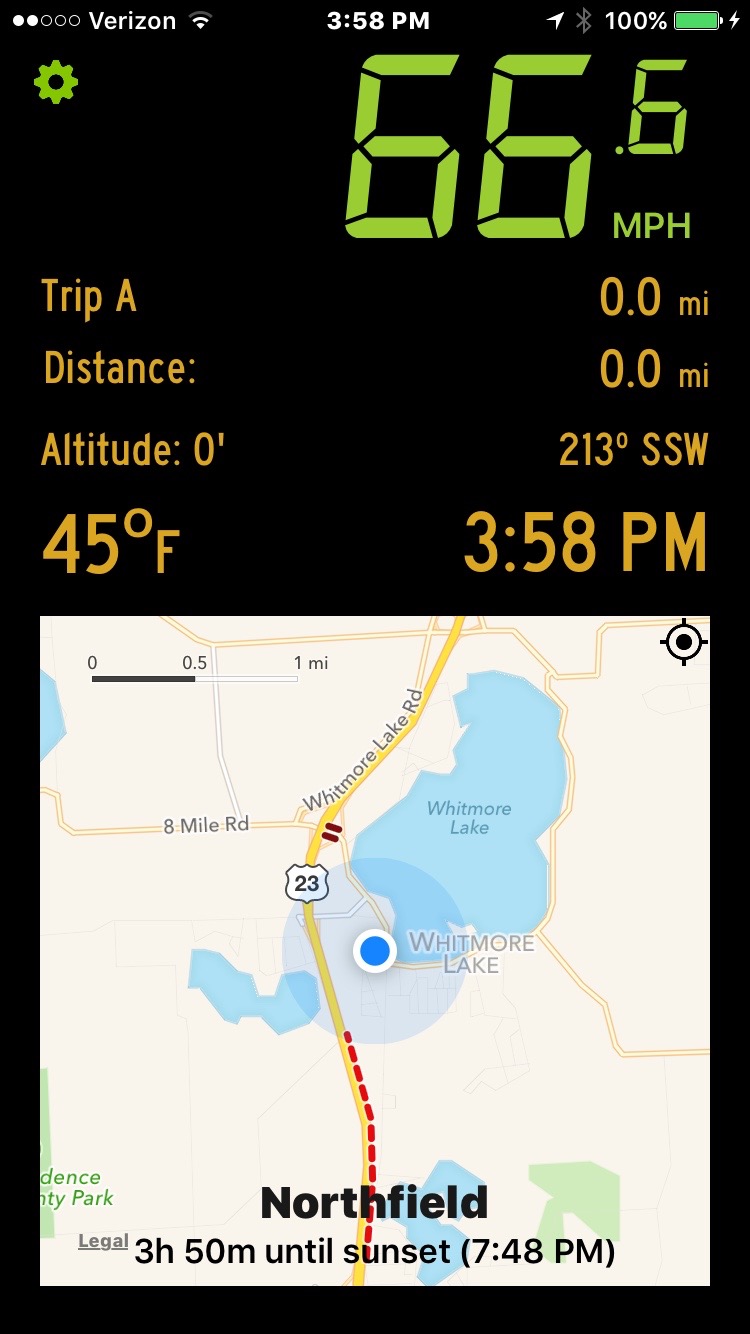 Verizon 3:58 PM 100%
66.6
MPH
Trip A 0.0 mi
Distance: 0.0 mi
Altitude: 0' 213º SSW
45ºF 3:58 PM
0 0.5 1 mi
Whitmore Lake Rd
Whitmore
Lake
8 Mile Rd
23
WHITMORE
LAKE
dence
nty Park
Northfield
Legal
3h 50m until sunset (7:48 PM)